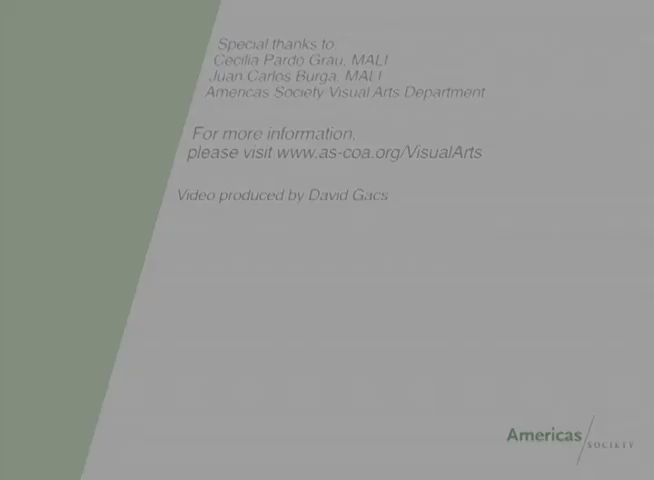 Special thanks to:
Cecilia Pardo Grau, MALI
Juan Carlos Burga, MALI
Americas Society Visual Arts Department
For more information,
please visit www.as-coa.org/VisualArts
Video produced by David Gacs
Americas/SOCIETY